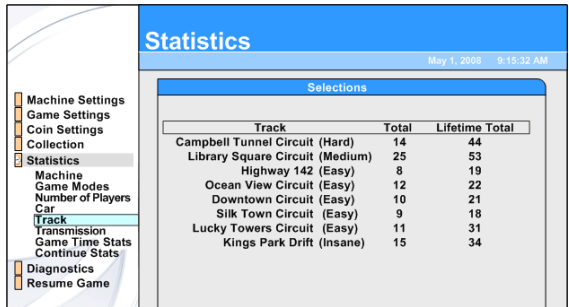 Statistics
May 1, 2008 9:15:32 AM
Machine Settings
Game Settings
Coin Settings
Collection
Statistics
Machine
Game Modes
Number of Players
Car
Track
Transmission
Game Time Stats
Continue Stats
Diagnostics
Resume Game
Selections
Track Total Lifetime Total
Campbell Tunnel Circuit (Hard) 14 44
Library Square Circuit (Medium) 25 53
Highway 142 (Easy) 8 19
Ocean View Circuit (Easy) 12 22
Downtown Circuit (Easy) 10 21
Silk Town Circuit (Easy) 9 18
Lucky Towers Circuit (Easy) 11 31
Kings Park Drift (Insane) 15 34